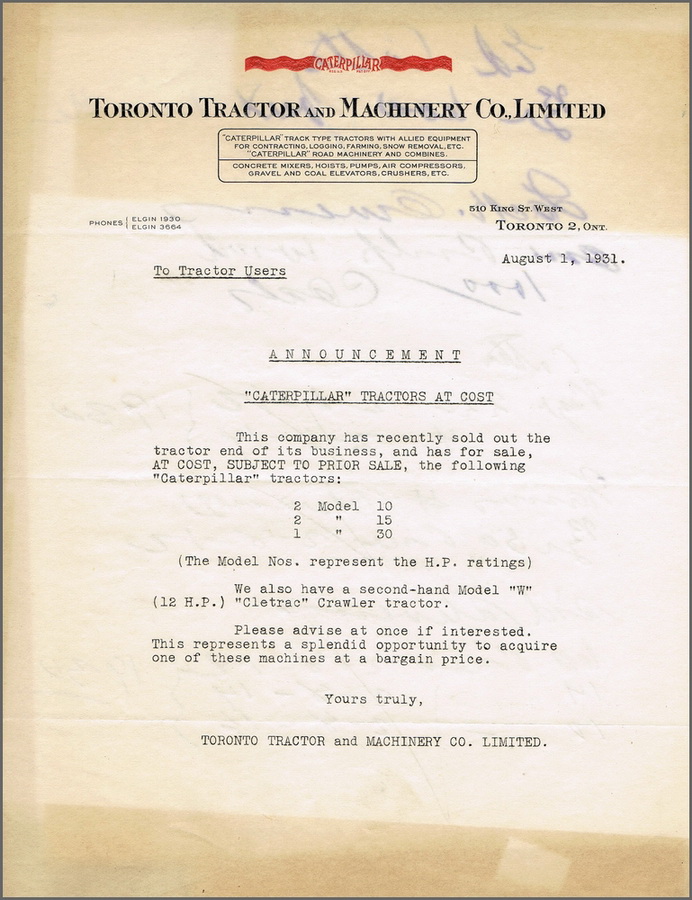 CATERPILLAR
TORONTO TRACTOR AND MACHINERY CO., LIMITED
"CATERPILLAR" TRACK TYPE TRACTORS WITH ALLIED EQUIPMENT
FOR CONTRACTING, LOGGING, FARMING, SNOW REMOVAL, ETC.
"CATERPILLAR" ROAD MACHINERY AND COMBINES.
CONCRETE MIXERS, HOISTS, PUMPS, AIR COMPRESSORS,
GRAVEL AND COAL ELEVATORS, CRUSHERS, ETC.
PHONES ELGIN 1930
ELGIN 3664
510 KING ST. WEST
TORONTO 2, ONT.
August 1, 1931.
To Tractor Users
ANNOUNCEMENT
"CATERPILLAR" TRACTORS AT COST
This company has recently sold out the
tractor end of its business, and has for sale,
AT COST, SUBJECT TO PRIOR SALE, the following
"Caterpillar" tractors:
2 Model 10
2 " 15
1 " 30
(The Model Nos. represent the H.P. ratings)
We also have a second-hand Model "W"
(12 H.P.) "Cletrac" Crawler tractor.
Please advise at once if interested.
This represents a splendid opportunity to acquire
one of these machines at a bargain price.
Yours truly,
TORONTO TRACTOR and MACHINERY CO. LIMITED.